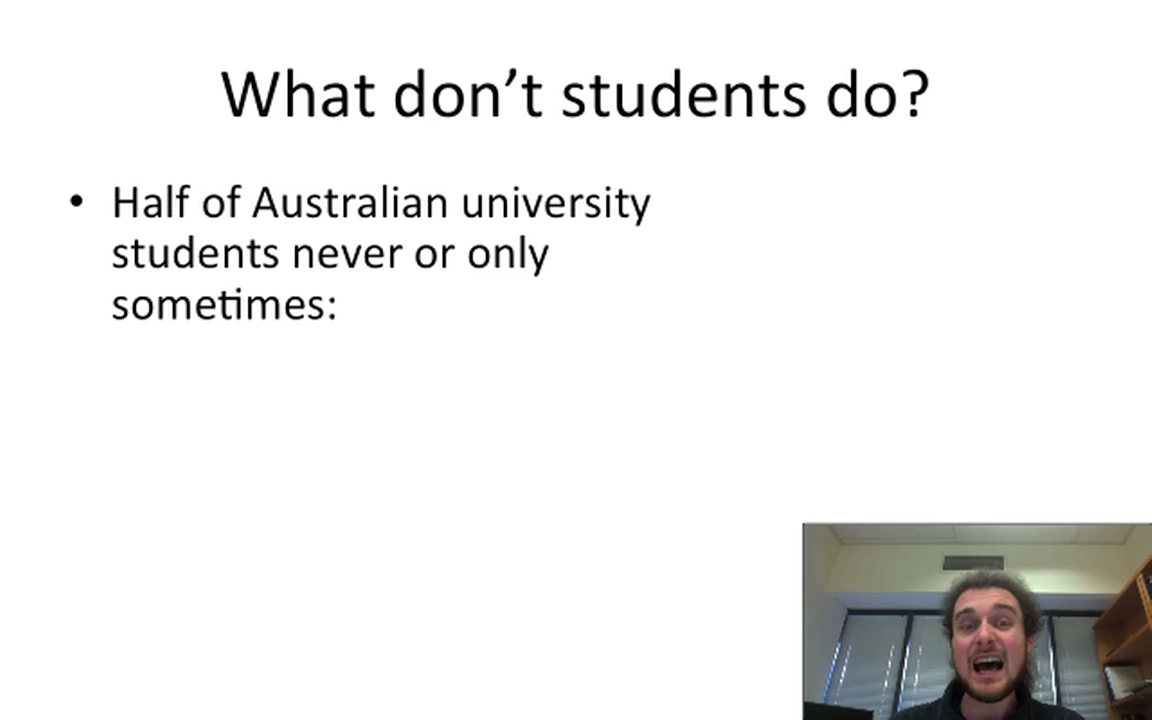 What don't students do?
• Half of Australian university
students never or only
sometimes: